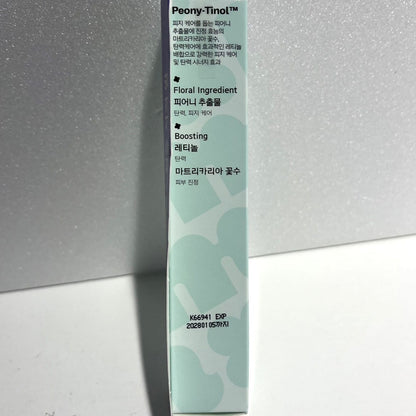 Peony-Tinol™
피지 케어를 돕는 피어니
추출물에 진정 효능의
마트리카리아 꽃수,
탄력케어에 효과적인 레티놀
배합으로 강력한 피지 케어
및 탄력 시너지 효과
Floral Ingredient
피어니 추출물
탄력, 피지 케어
Boosting
레티놀
탄력
마트리카리아 꽃수
피부 진정
K66941 EXP
20280105까지